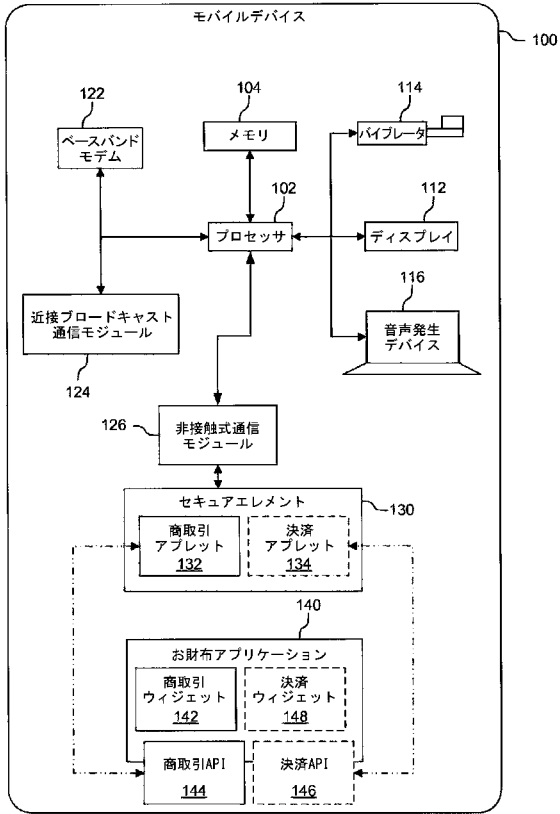 モバイルデバイス
100
122
ベースバンド
モデム
104
メモリ
114
バイブレータ
102
プロセッサ
112
ディスプレイ
近接ブロードキャスト
通信モジュール
124
116
音声発生
デバイス
126
非接触式通信
モジュール
セキュアエレメント
130
商取引
アプレット
132
決済
アプレット
134
140
お財布アプリケーション
商取引
ウィジェット
142
決済
ウィジェット
148
商取引API
144
決済API
146